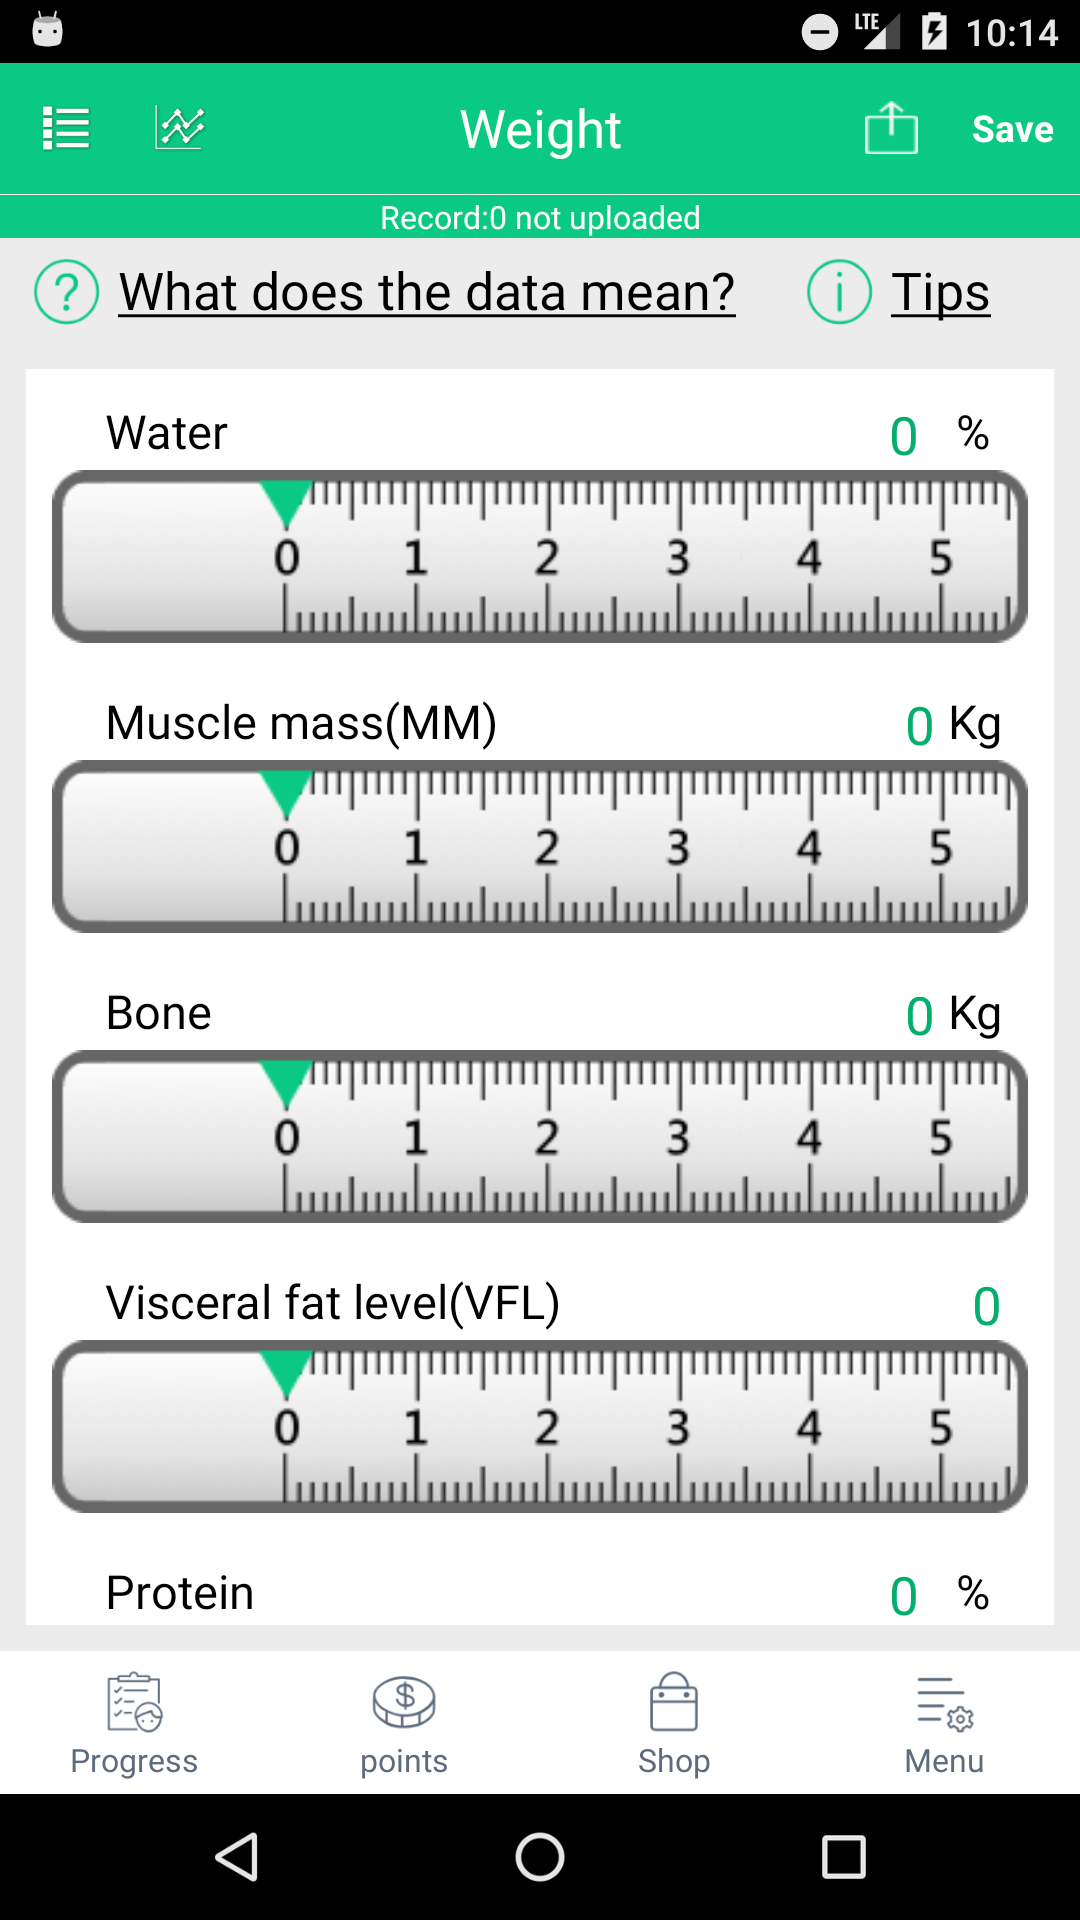 LTE 10:14
Weight Save
Record:0 not uploaded
? What does the data mean? i Tips
Water 0 %
0 1 2 3 4 5
Muscle mass(MM) 0 Kg
0 1 2 3 4 5
Bone 0 Kg
0 1 2 3 4 5
Visceral fat level(VFL) 0
0 1 2 3 4 5
Protein 0 %
$
Progress points Shop Menu